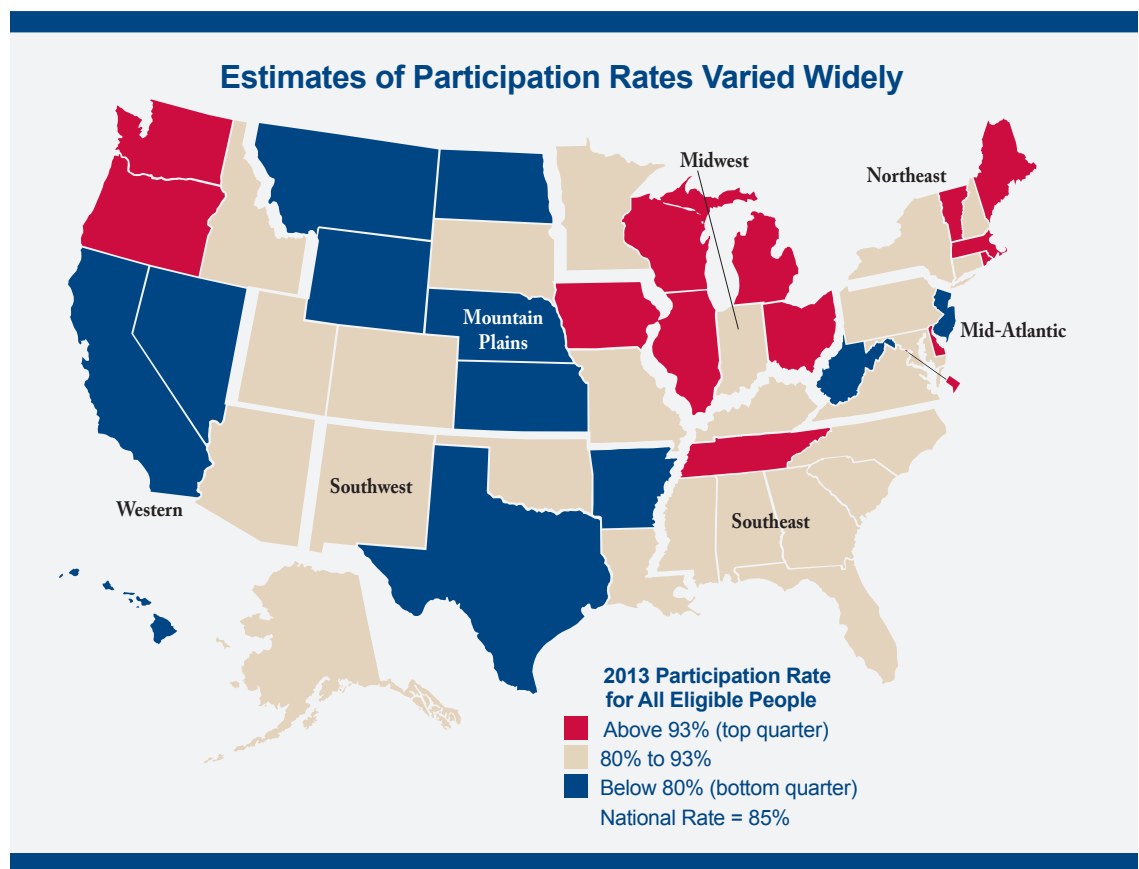 Estimates of Participation Rates Varied Widely
Midwest
Northeast
Mountain
Plains
Mid-Atlantic
Southwest
Western
Southeast
2013 Participation Rate
for All Eligible People
Above 93% (top quarter)
80% to 93%
Below 80% (bottom quarter)
National Rate = 85%